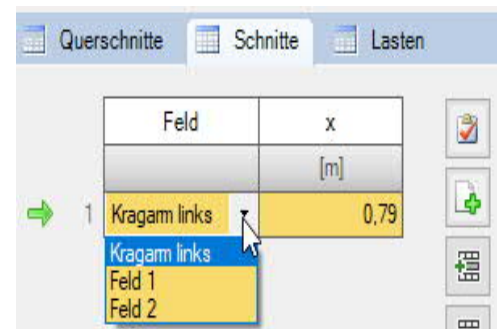 Querschnitte Schnitte Lasten
Feld x
[m]
1 Kragarm links 0,79
Kragarm links
Feld 1
Feld 2